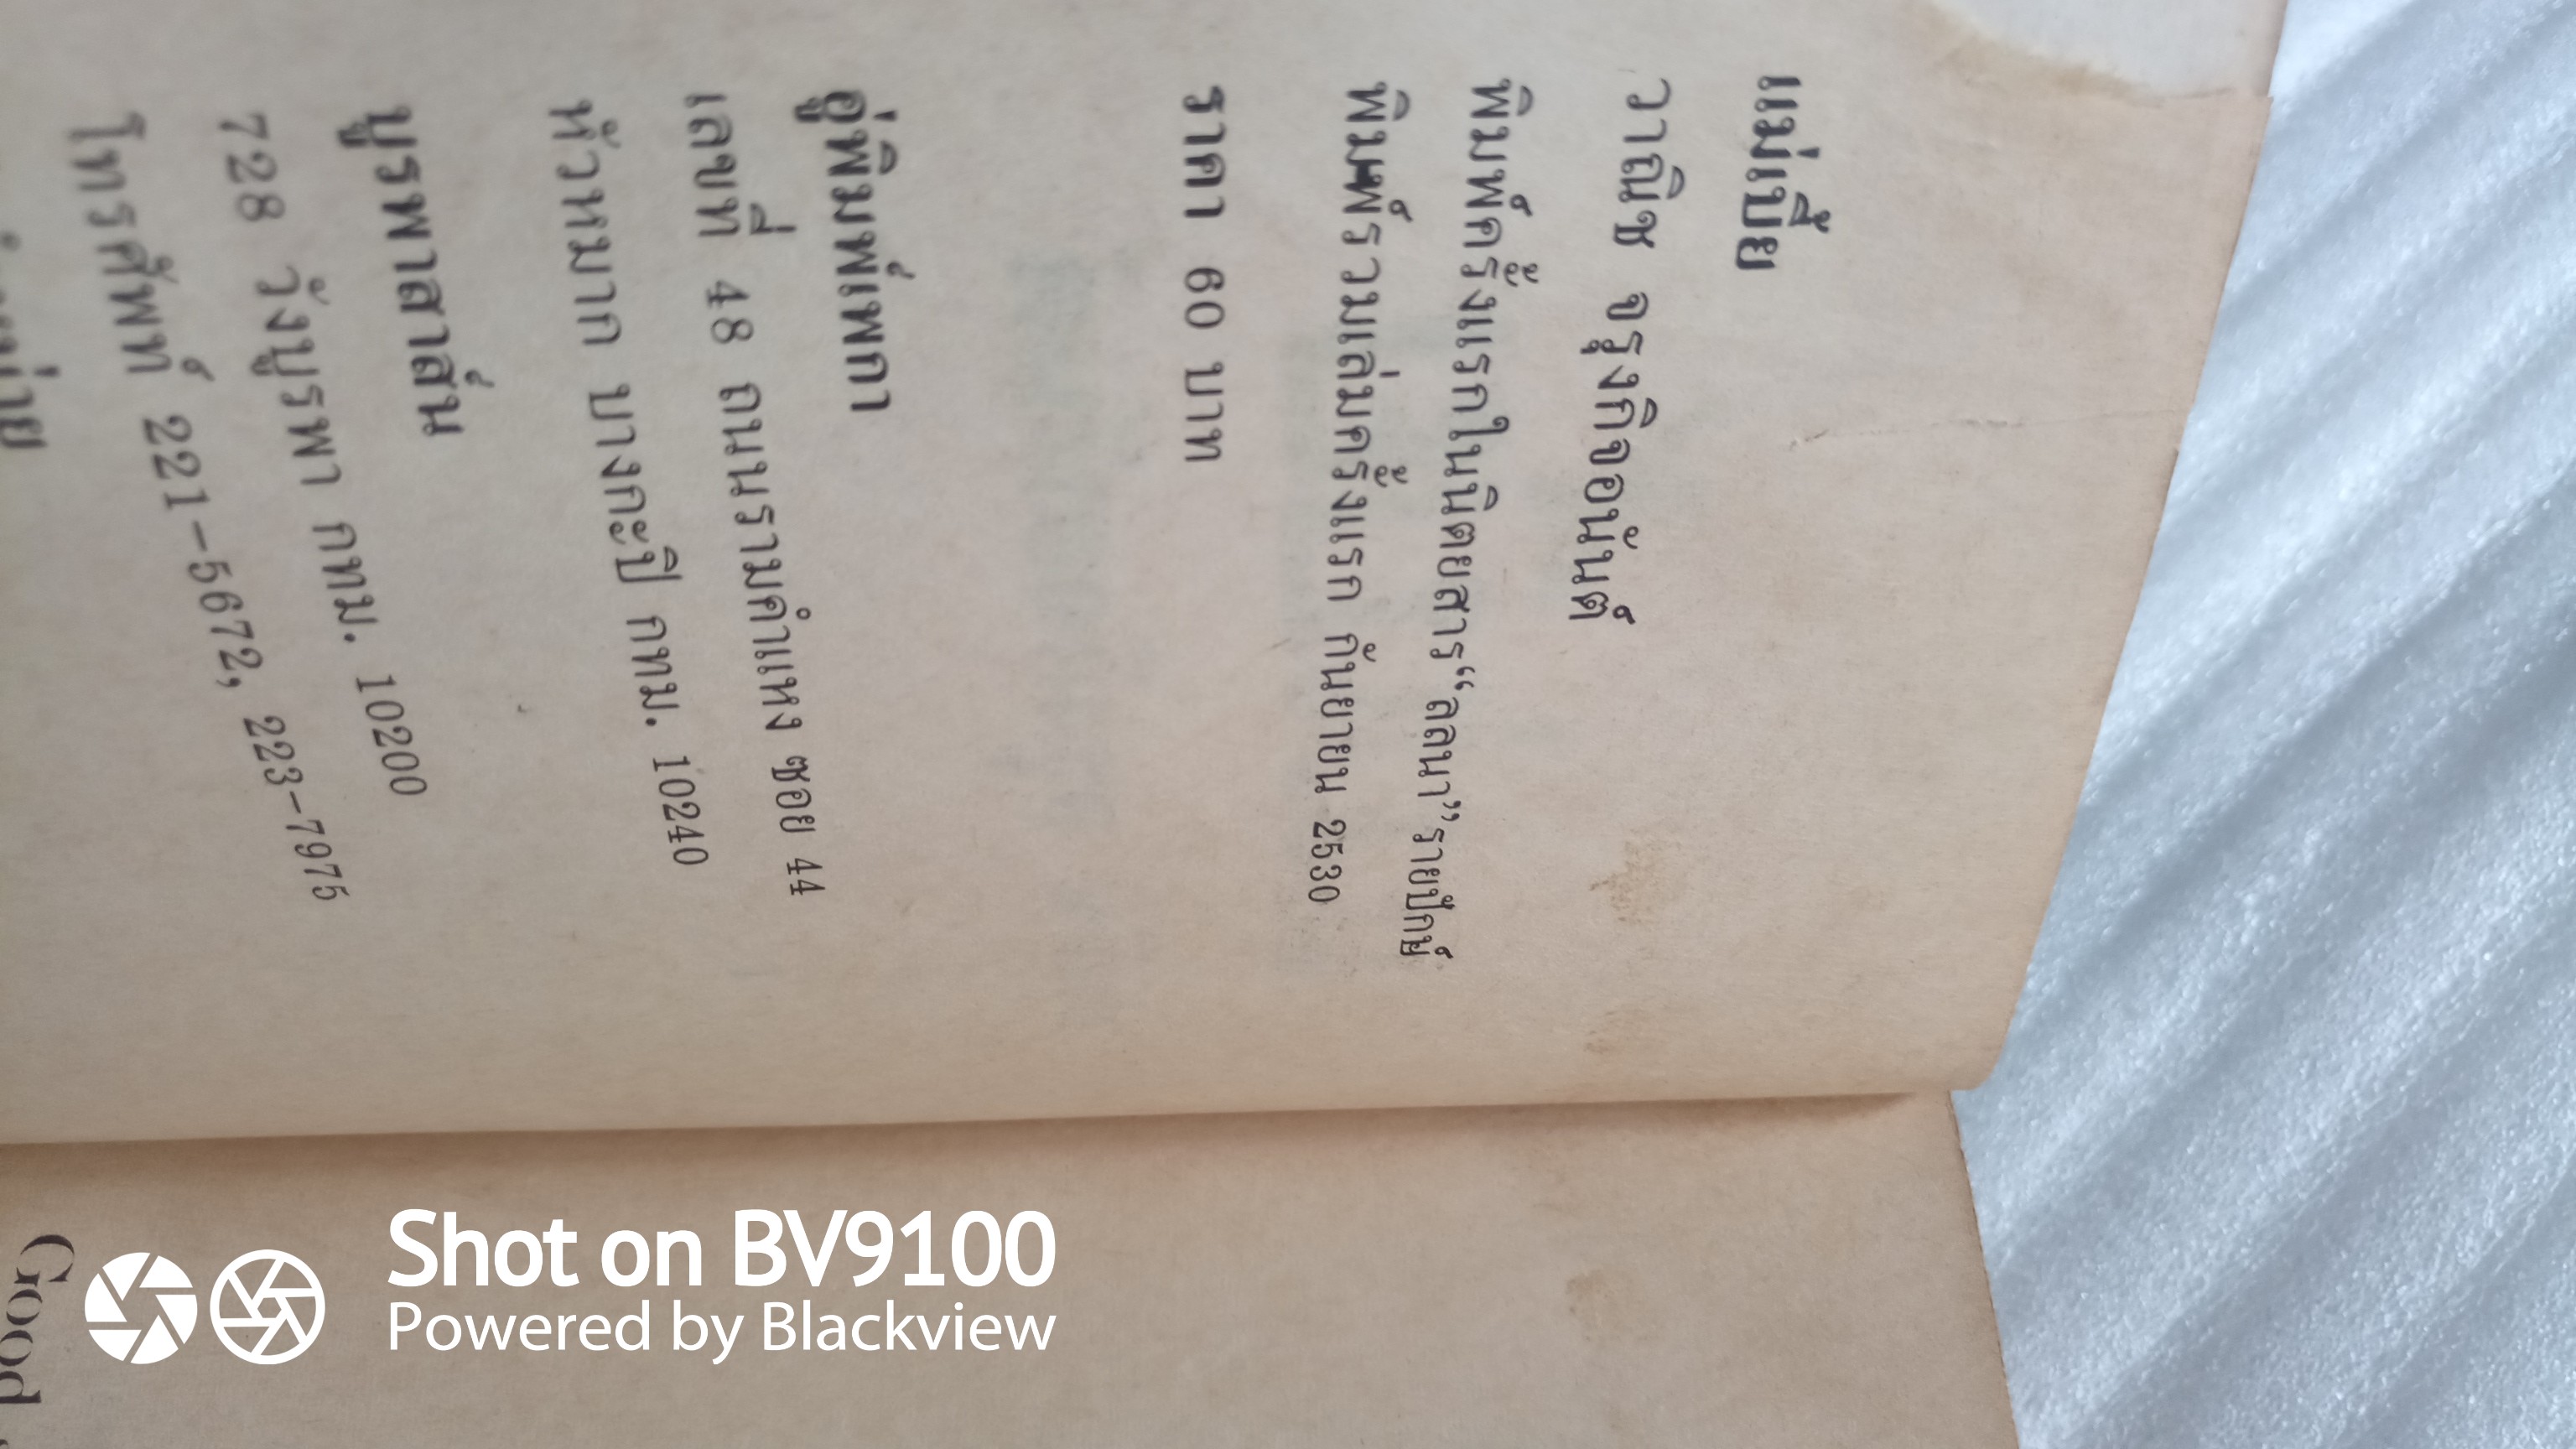 แม่เบี้ย
วาณิช จรุงกิจอนันต์
พิมพ์ครั้งแรกในนิตยสาร“ลลนา”รายปักษ์
พิมพ์รวมเล่มครั้งแรก กันยายน 2530
ราคา 60 บาท
อู่พิมพ์เพกา
เลขที่ 48 ถนนรามคำแหง ซอย 44
หัวหมาก บางกะปิ กทม. 10240
บูรพาสาส์น
728 วังบูรพา กทม. 10200
โทรศัพท์ 221-5672, 223-7975
Good
Shot on BV9100
Powered by Blackview